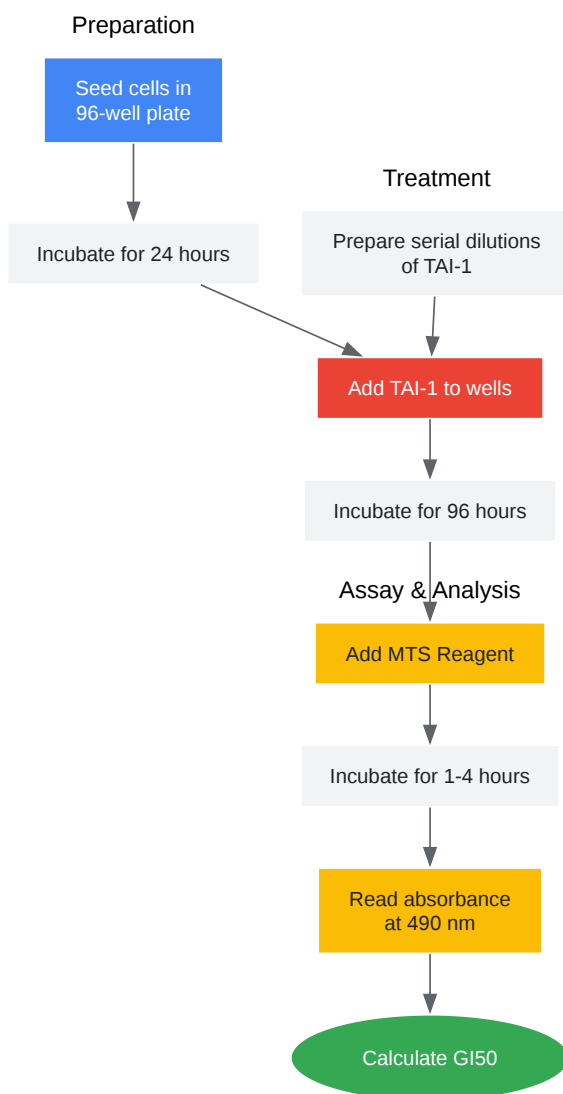 Preparation
Seed cells in
96-well plate
Incubate for 24 hours
Treatment
Prepare serial dilutions
of TAI-1
Add TAI-1 to wells
Incubate for 96 hours
Assay & Analysis
Add MTS Reagent
Incubate for 1-4 hours
Read absorbance
at 490 nm
Calculate GI50